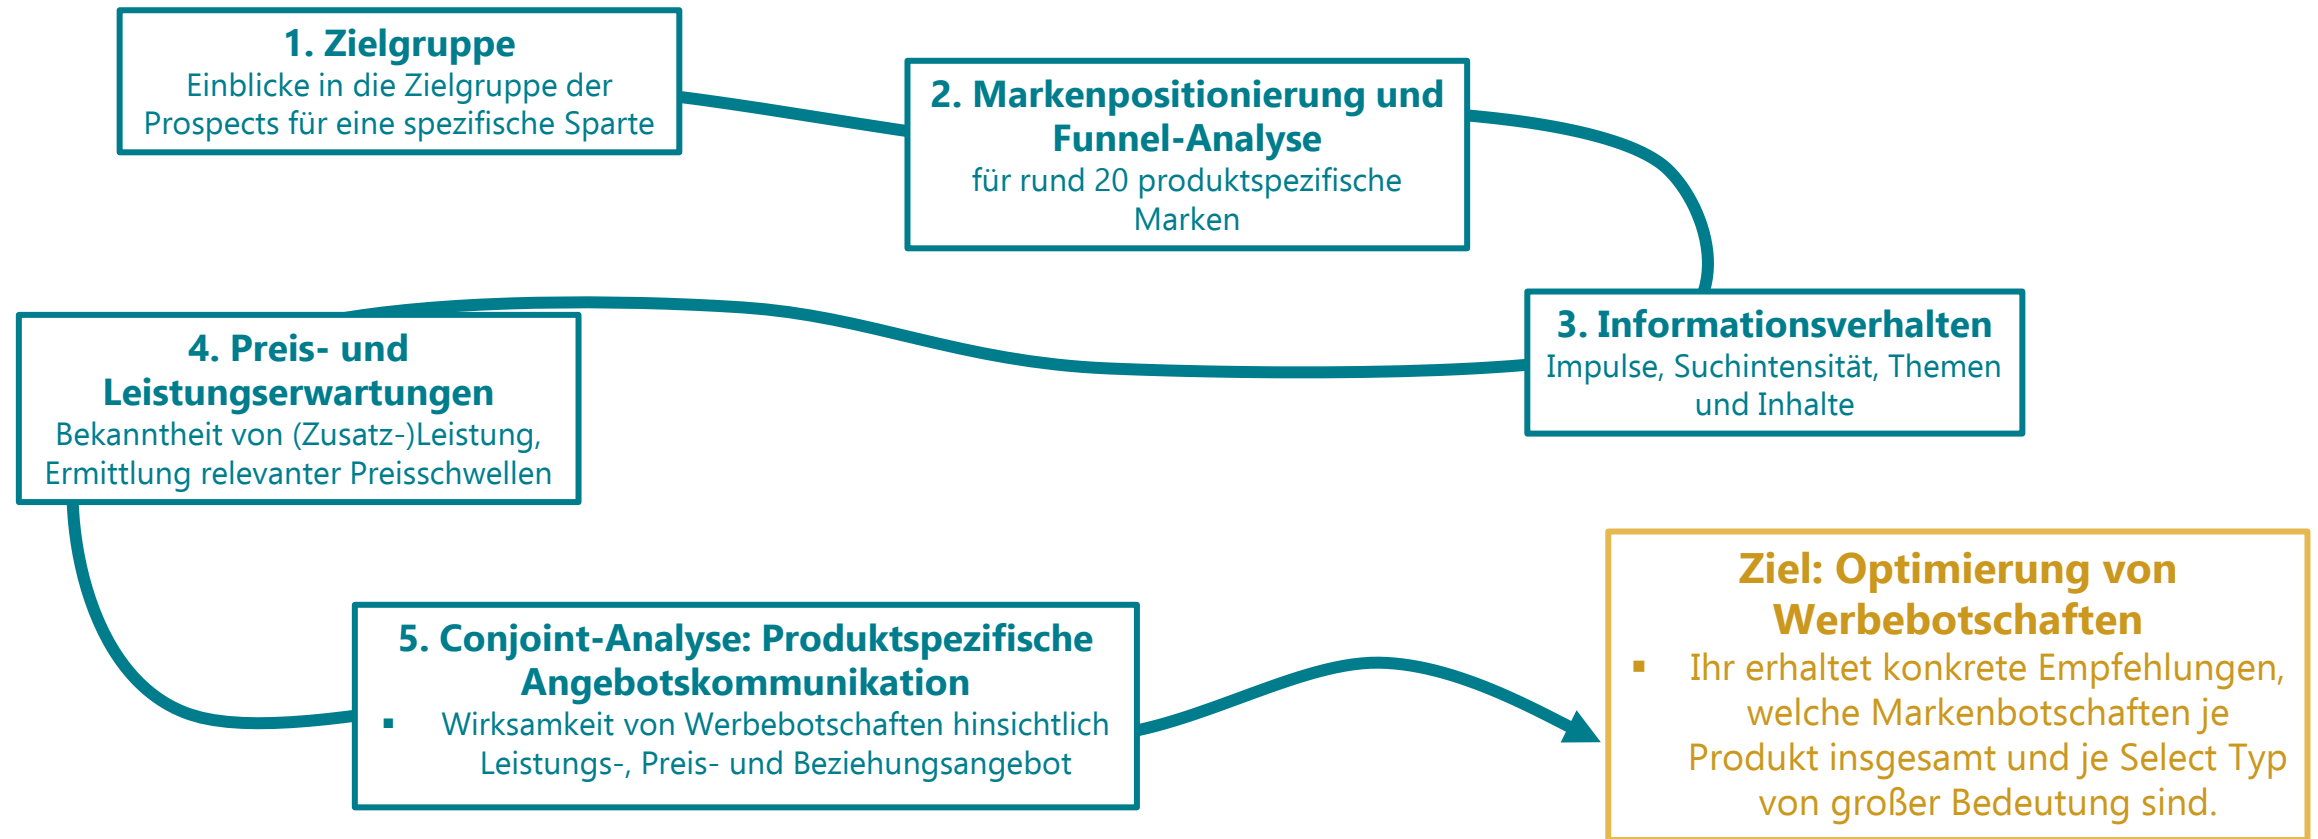 1. Zielgruppe
Einblicke in die Zielgruppe der
Prospects für eine spezifische Sparte
2. Markenpositionierung und
Funnel-Analyse
für rund 20 produktspezifische
Marken
3. Informationsverhalten
Impulse, Suchintensität, Themen
und Inhalte
4. Preis- und
Leistungserwartungen
Bekanntheit von (Zusatz-)Leistung,
Ermittlung relevanter Preisschwellen
5. Conjoint-Analyse: Produktspezifische
Angebotskommunikation
▪ Wirksamkeit von Werbebotschaften hinsichtlich
Leistungs-, Preis- und Beziehungsangebot
Ziel: Optimierung von
Werbebotschaften
▪ Ihr erhaltet konkrete Empfehlungen,
welche Markenbotschaften je
Produkt insgesamt und je Select Typ
von großer Bedeutung sind.